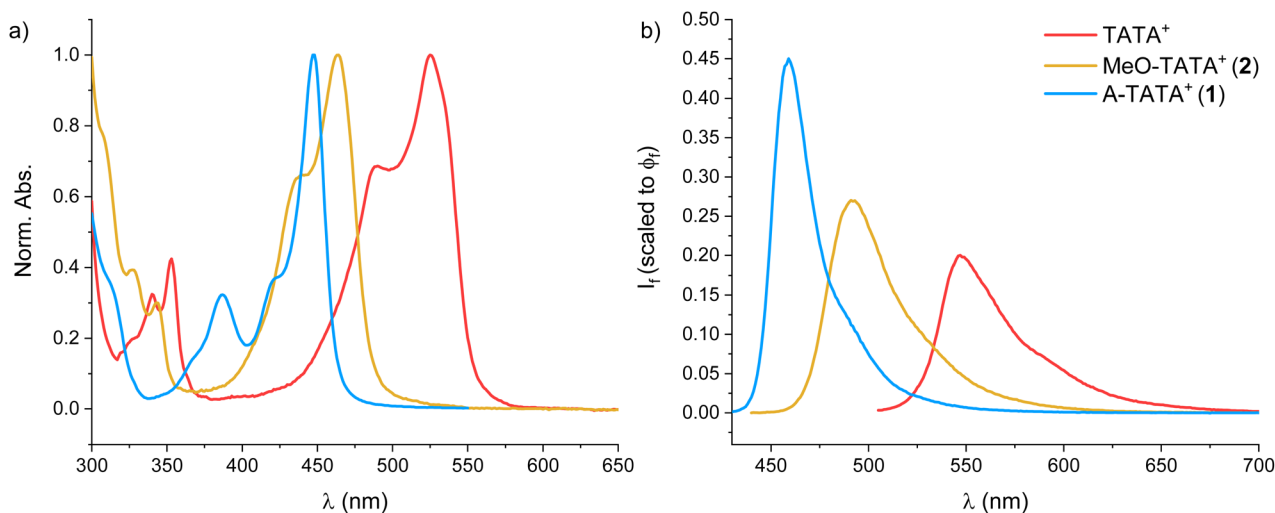 a)
Norm. Abs.
1.0
0.8
0.6
0.4
0.2
0.0
300 350 400 450 500 550 600 650
λ (nm)
b)
I_f (scaled to ϕ_f)
0.50
0.45
0.40
0.35
0.30
0.25
0.20
0.15
0.10
0.05
0.00
450 500 550 600 650 700
λ (nm)
TATA⁺
MeO-TATA⁺ (2)
A-TATA⁺ (1)